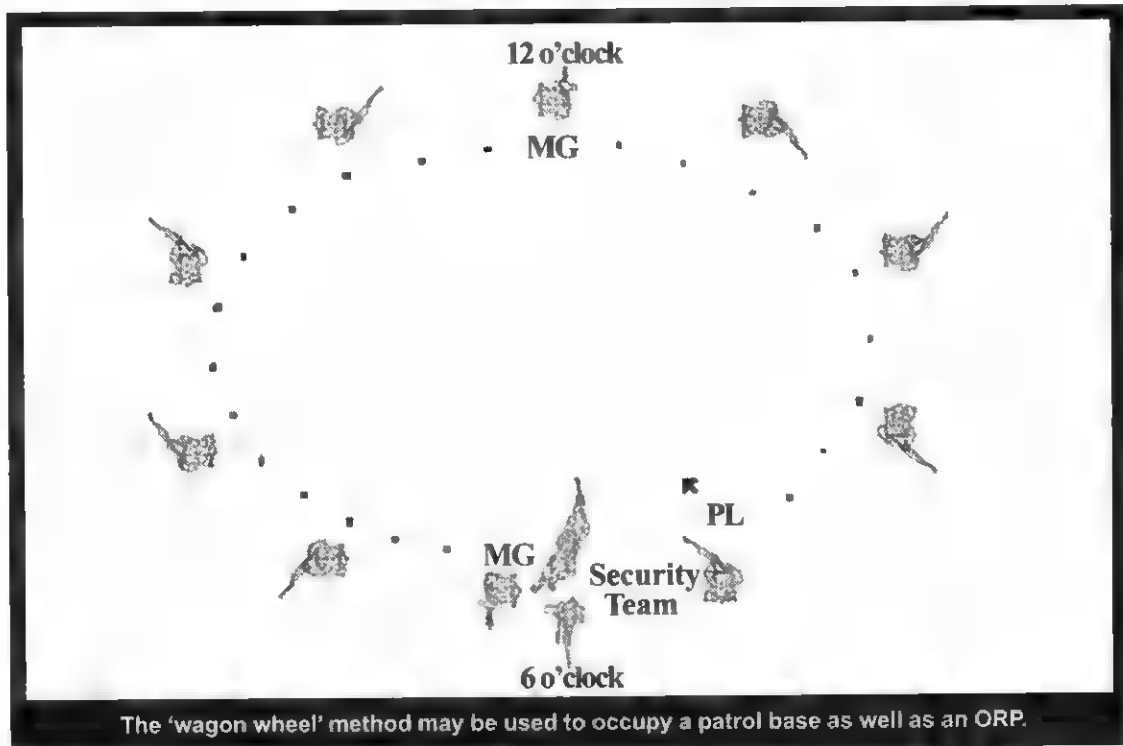 12 o'clock
MG
PL
MG
Security
Team
6 o'clock
The 'wagon wheel' method may be used to occupy a patrol base as well as an ORP.